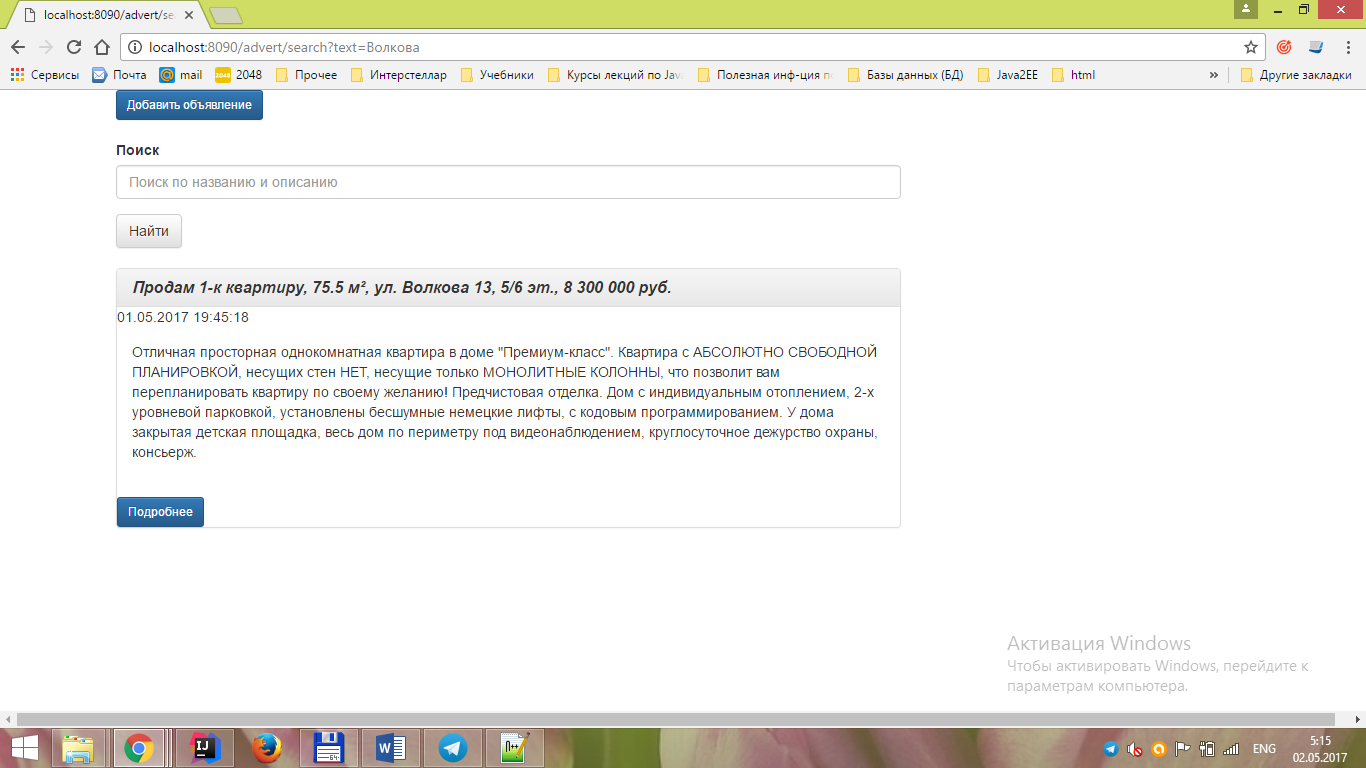 localhost:8090/advert/se
localhost:8090/advert/search?text=Волкова
Сервисы Почта mail 2048 Прочее Интерстеллар Учебники Курсы лекций по Jav Полезная инф-ция п Базы данных (БД) Java2EE html » Другие закладки
Добавить объявление
Поиск
Поиск по названию и описанию
Найти
Продам 1-к квартиру, 75.5 м², ул. Волкова 13, 5/6 эт., 8 300 000 руб.
01.05.2017 19:45:18
Отличная просторная однокомнатная квартира в доме "Премиум-класс". Квартира с АБСОЛЮТНО СВОБОДНОЙ
ПЛАНИРОВКОЙ, несущих стен НЕТ, несущие только МОНОЛИТНЫЕ КОЛОННЫ, что позволит вам
перепланировать квартиру по своему желанию! Предчистовая отделка. Дом с индивидуальным отоплением, 2-х
уровневой парковкой, установлены бесшумные немецкие лифты, с кодовым программированием. У дома
закрытая детская площадка, весь дом по периметру под видеонаблюдением, круглосуточное дежурство охраны,
консьерж.
Подробнее
Активация Windows
Чтобы активировать Windows, перейдите к
параметрам компьютера.
ENG
5:15
02.05.2017